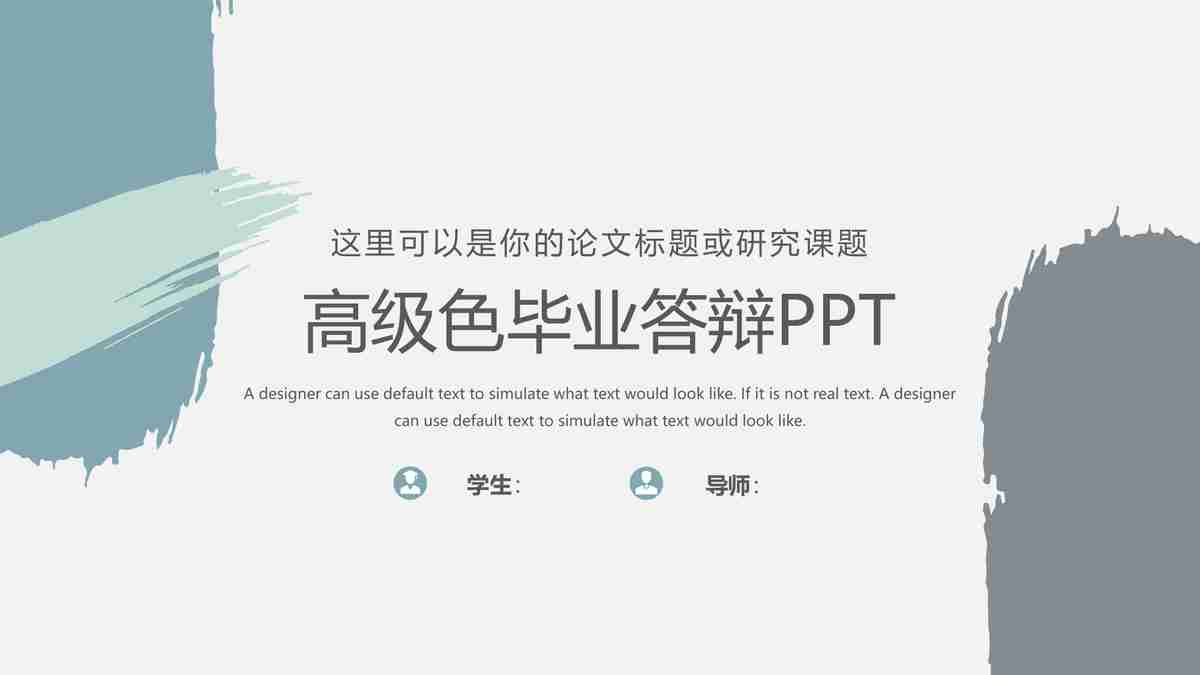 这里可以是你的论文标题或研究课题
高级色毕业答辩PPT
A designer can use default text to simulate what text would look like. If it is not real text. A designer
can use default text to simulate what text would look like.
学生： 导师：